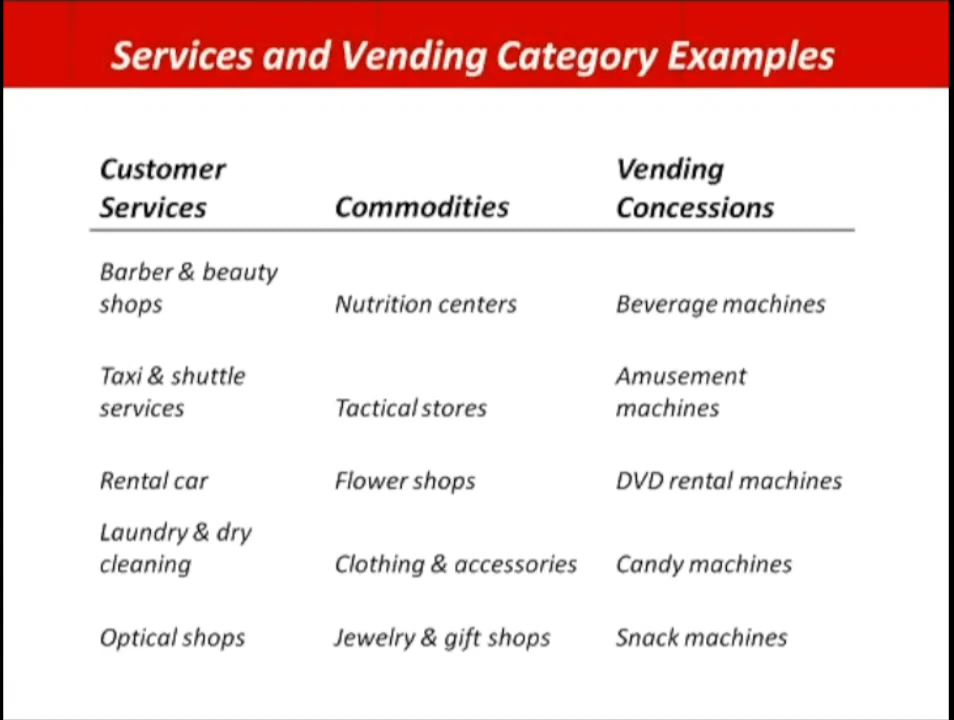 Services and Vending Category Examples
Customer
Services
Commodities
Vending
Concessions
Barber & beauty
shops
Nutrition centers
Beverage machines
Taxi & shuttle
services
Tactical stores
Amusement
machines
Rental car
Flower shops
DVD rental machines
Laundry & dry
cleaning
Clothing & accessories
Candy machines
Optical shops
Jewelry & gift shops
Snack machines